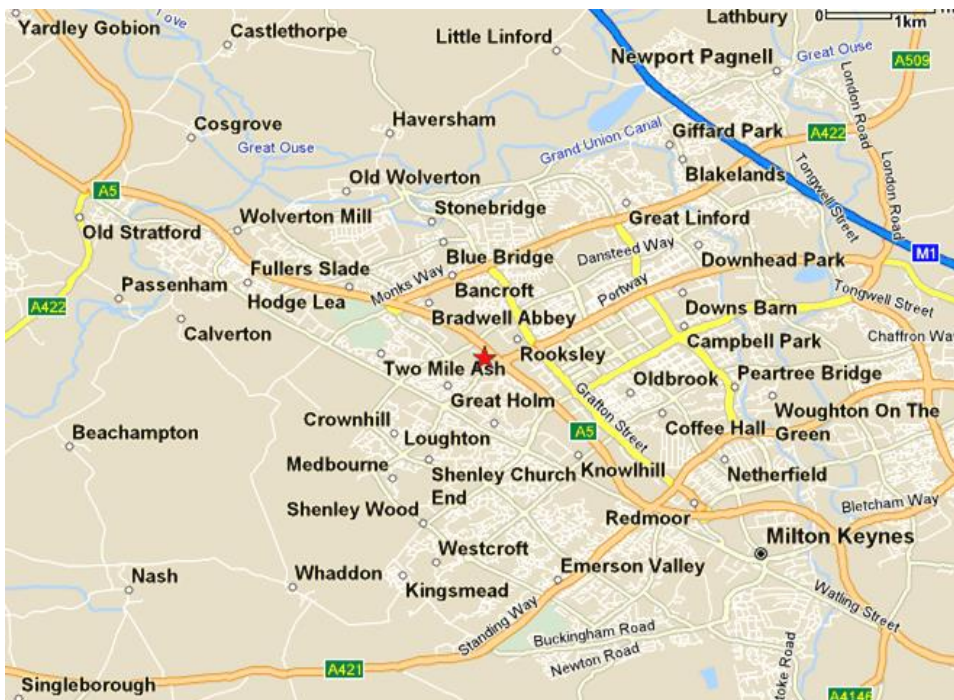 Yardley Gobion
Tove
Castlethorpe
Little Linford
Lathbury
0
1km
Newport Pagnell
Great Ouse
A509
Cosgrove
Great Ouse
Haversham
Grand Union Canal
Giffard Park
A422
London Road
Blakelands
Tongwell Street
London Road
A5
Old Wolverton
Old Stratford
Wolverton Mill
Stonebridge
Great Linford
Dansteed Way
M1
Blue Bridge
Downhead Park
Fullers Slade
Monks Way
Portway
Tongwell Street
A422
Passenham
Hodge Lea
Bancroft
Downs Barn
Calverton
Bradwell Abbey
Chaffron Way
Campbell Park
Rooksley
Two Mile Ash
Oldbrook
Peartree Bridge
Great Holm
Grafton Street
Woughton On The
Green
Crownhill
A5
Coffee Hall
Beachampton
Loughton
Medbourne
Shenley Church
End
Knowlhill
Netherfield
Shenley Wood
Bletcham Way
Redmoor
Milton Keynes
Westcroft
Nash
Whaddon
Kingsmead
Emerson Valley
Standing Way
Watling Street
Buckingham Road
Newton Road
A421
Singleborough
A4146